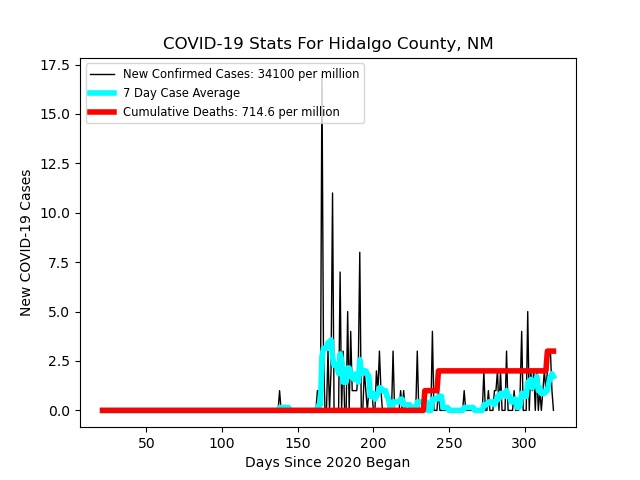 COVID-19 Stats For Hidalgo County, NM
New Confirmed Cases: 34100 per million
7 Day Case Average
Cumulative Deaths: 714.6 per million
17.5
15.0
12.5
10.0
7.5
5.0
2.5
0.0
New COVID-19 Cases
50 100 150 200 250 300
Days Since 2020 Began